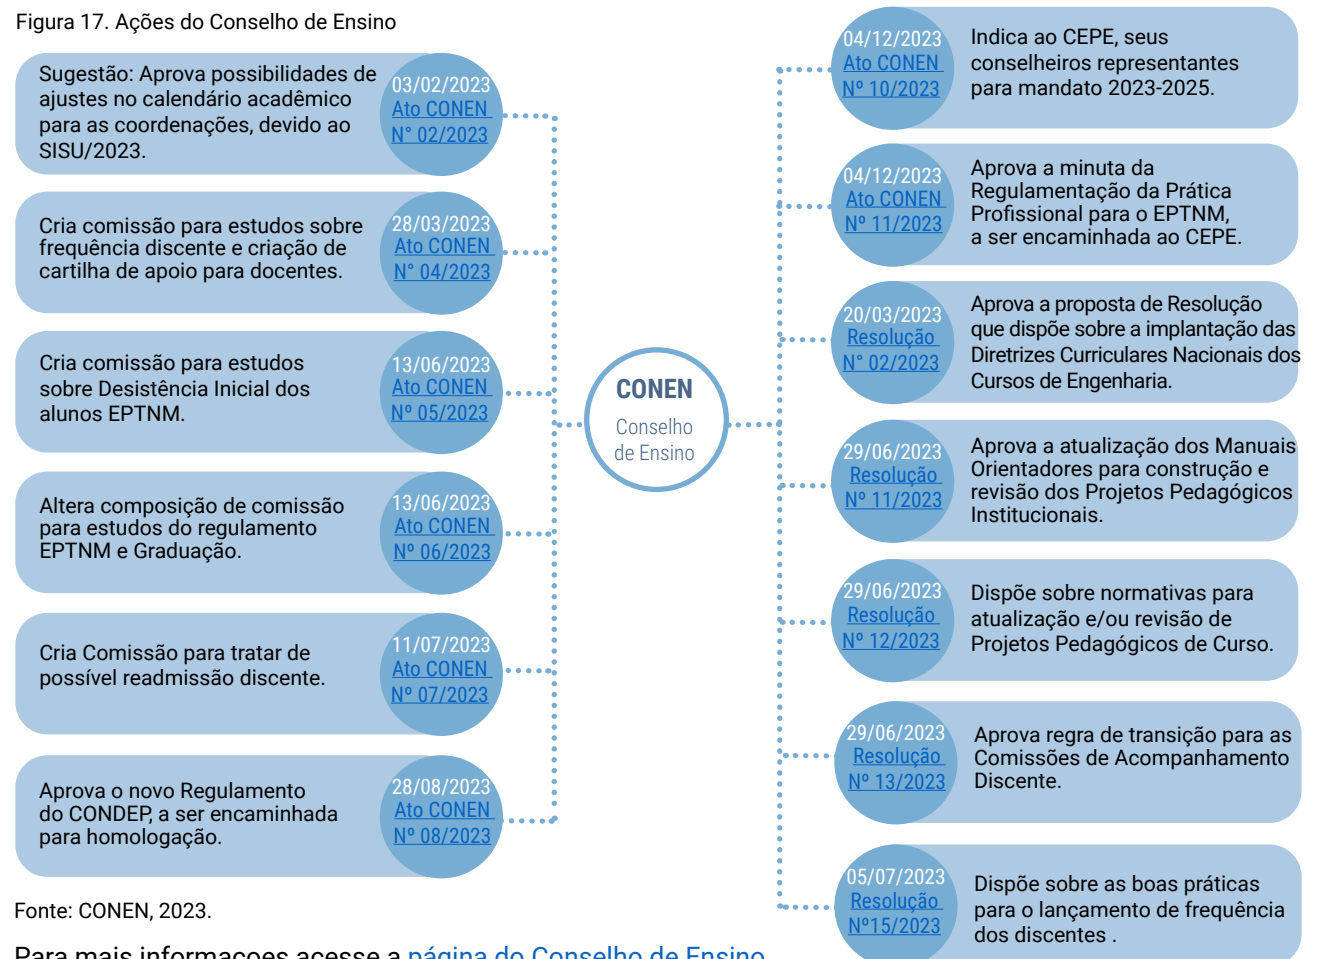 Figura 17. Ações do Conselho de Ensino
Sugestão: Aprova possibilidades de
ajustes no calendário acadêmico
para as coordenações, devido ao
SISU/2023.
03/02/2023
Ato CONEN
N° 02/2023
Cria comissão para estudos sobre
frequência discente e criação de
cartilha de apoio para docentes.
28/03/2023
Ato CONEN
N° 04/2023
Cria comissão para estudos
sobre Desistência Inicial dos
alunos EPTNM.
13/06/2023
Ato CONEN
Nº 05/2023
Altera composição de comissão
para estudos do regulamento
EPTNM e Graduação.
13/06/2023
Ato CONEN
Nº 06/2023
Cria Comissão para tratar de
possível readmissão discente.
11/07/2023
Ato CONEN
Nº 07/2023
Aprova o novo Regulamento
do CONDEP, a ser encaminhada
para homologação.
28/08/2023
Ato CONEN
Nº 08/2023
CONEN
Conselho
de Ensino
04/12/2023
Ato CONEN
Nº 10/2023
Indica ao CEPE, seus
conselheiros representantes
para mandato 2023-2025.
04/12/2023
Ato CONEN
Nº 11/2023
Aprova a minuta da
Regulamentação da Prática
Profissional para o EPTNM,
a ser encaminhada ao CEPE.
20/03/2023
Resolução
N° 02/2023
Aprova a proposta de Resolução
que dispõe sobre a implantação das
Diretrizes Curriculares Nacionais dos
Cursos de Engenharia.
29/06/2023
Resolução
Nº 11/2023
Aprova a atualização dos Manuais
Orientadores para construção e
revisão dos Projetos Pedagógicos
Institucionais.
29/06/2023
Resolução
Nº 12/2023
Dispõe sobre normativas para
atualização e/ou revisão de
Projetos Pedagógicos de Curso.
29/06/2023
Resolução
Nº 13/2023
Aprova regra de transição para as
Comissões de Acompanhamento
Discente.
05/07/2023
Resolução
Nº15/2023
Dispõe sobre as boas práticas
para o lançamento de frequência
dos discentes .
Fonte: CONEN, 2023.
Para mais informaçoes acesse a página do Conselho de Ensino